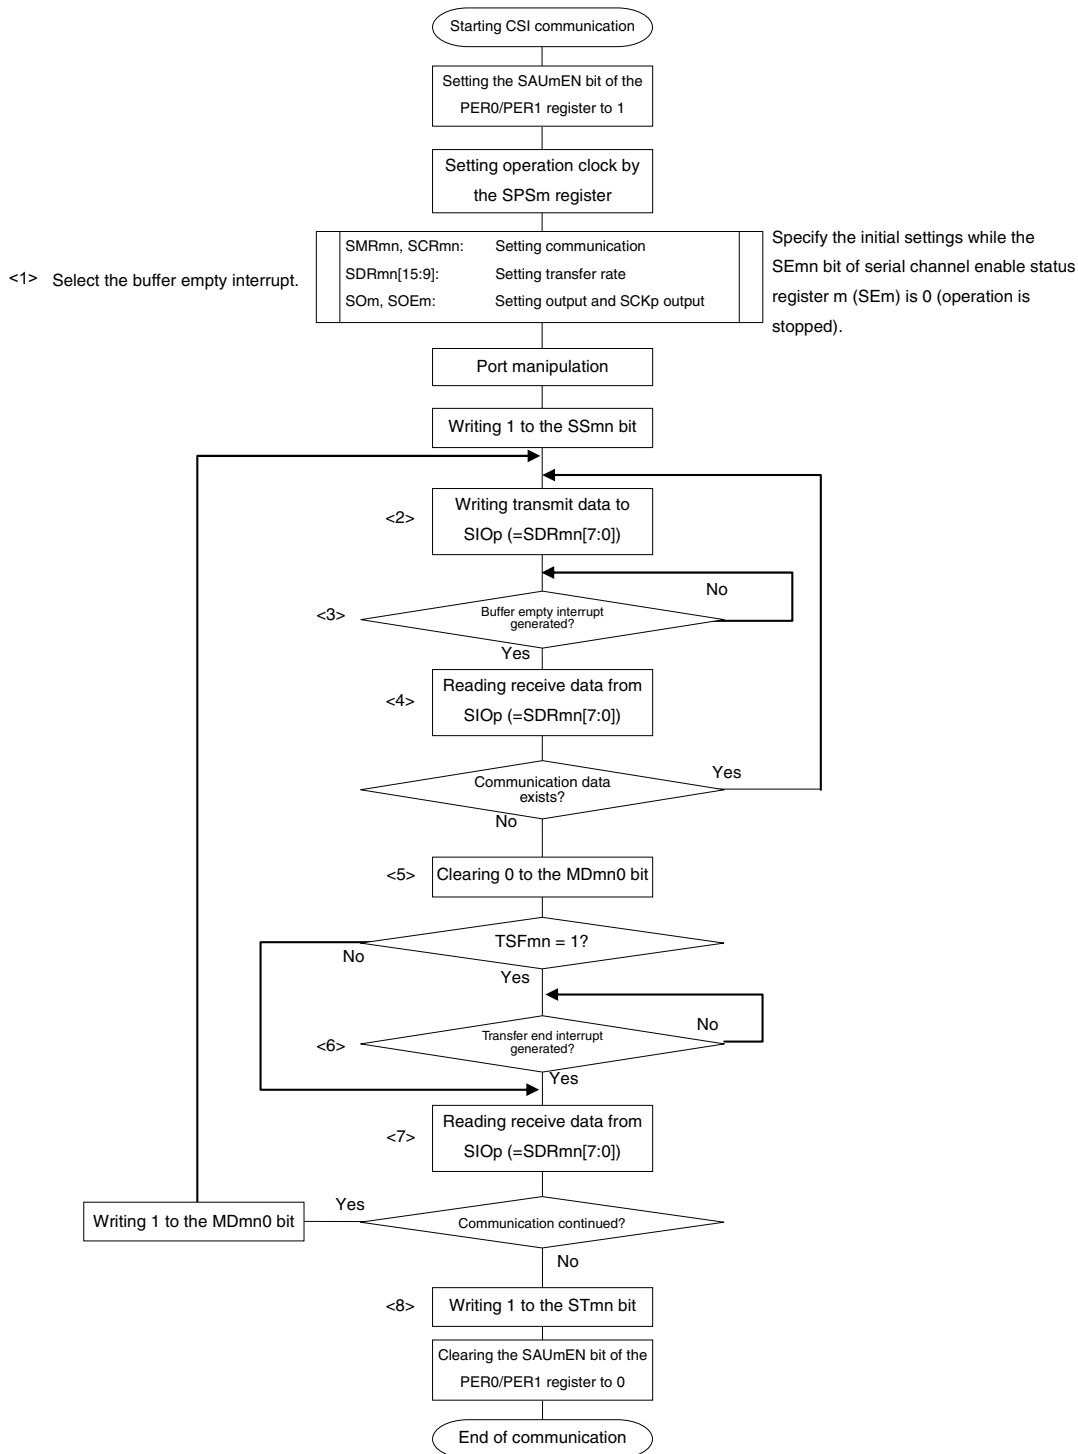 Starting CSI communication
Setting the SAUmEN bit of the
PER0/PER1 register to 1
Setting operation clock by
the SPSm register
<1> Select the buffer empty interrupt.
SMRmn, SCRmn: Setting communication
SDRmn[15:9]: Setting transfer rate
SOm, SOEm: Setting output and SCKp output
Specify the initial settings while the
SEmn bit of serial channel enable status
register m (SEm) is 0 (operation is
stopped).
Port manipulation
Writing 1 to the SSmn bit
<2>
Writing transmit data to
SIOp (=SDRmn[7:0])
No
<3>
Buffer empty interrupt
generated?
Yes
<4>
Reading receive data from
SIOp (=SDRmn[7:0])
Yes
Communication data
exists?
No
<5> Clearing 0 to the MDmn0 bit
TSFmn = 1?
No
Yes
No
<6>
Transfer end interrupt
generated?
Yes
<7>
Reading receive data from
SIOp (=SDRmn[7:0])
Yes
Writing 1 to the MDmn0 bit
Communication continued?
No
<8> Writing 1 to the STmn bit
Clearing the SAUmEN bit of the
PER0/PER1 register to 0
End of communication